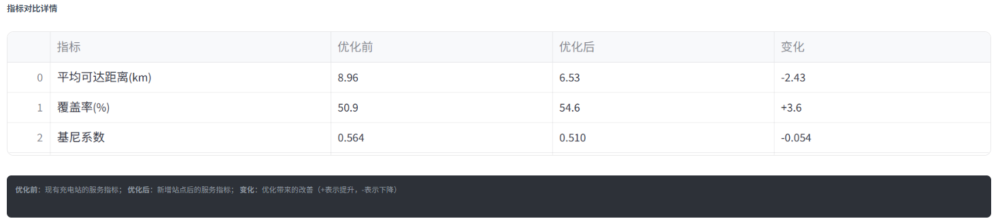 指标对比详情
指标 优化前 优化后 变化
0 平均可达距离(km) 8.96 6.53 -2.43
1 覆盖率(%) 50.9 54.6 +3.6
2 基尼系数 0.564 0.510 -0.054
优化前：现有充电站的服务指标； 优化后：新增站点后的服务指标； 变化：优化带来的改善（+表示提升，-表示下降）